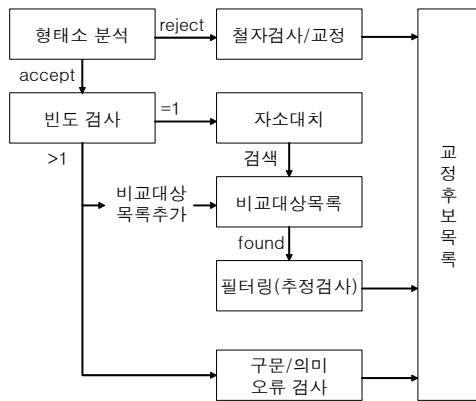 형태소 분석
reject
철자검사/교정
accept
빈도 검사
=1
자소대치
>1
검색
비교대상
목록추가
비교대상목록
found
필터링(추정검사)
구문/의미
오류 검사
교
정
후
보
목
록